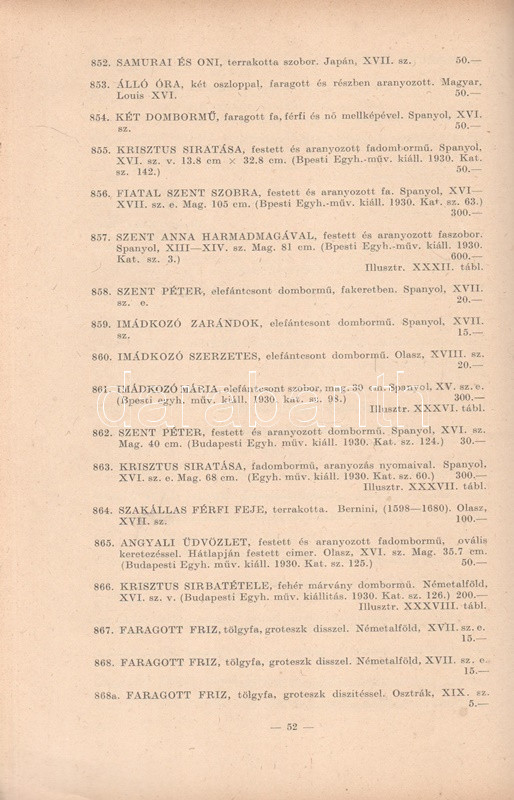 852. SAMURAI ÉS ONI, terrakotta szobor. Japán, XVII. sz. 50.—
853. ÁLLÓ ÓRA, két oszloppal, faragott és részben aranyozott. Magyar,
Louis XVI. 50.—
854. KÉT DOMBORMŰ, faragott fa, férfi és nő mellképével. Spanyol, XVI.
sz. 50.—
855. KRISZTUS SIRATÁSA, festett és aranyozott fadombormű. Spanyol,
XVI. sz. v. 13.8 cm × 32.8 cm. (Bpesti Egyh.-műv. kiáll. 1930. Kat.
sz. 142.) 50.—
856. FIATAL SZENT SZOBRA, festett és aranyozott fa. Spanyol, XVI—
XVII. sz. e. Mag. 105 cm. (Bpesti Egyh.-műv. kiáll. 1930. Kat. sz. 63.)
300.—
857. SZENT ANNA HARMADMAGÁVAL, festett és aranyozott faszobor.
Spanyol, XIII—XIV. sz. Mag. 81 cm. (Bpesti Egyh.-műv. kiáll. 1930.
Kat. sz. 3.) 600.—
Illusztr. XXXII. tábl.
858. SZENT PÉTER, elefántcsont dombormű, fakeretben. Spanyol, XVII.
sz. e. 20.—
859. IMÁDKOZÓ ZARÁNDOK, elefántcsont dombormű. Spanyol, XVII.
sz. 15.—
860. IMÁDKOZÓ SZERZETES, elefántcsont dombormű. Olasz, XVIII. sz.
20.—
861. IMÁDKOZÓ MÁRIA, elefántcsont szobor, mag. 30 cm. Spanyol, XV. sz. e.
(Bpesti egyh. műv. kiáll. 1930. kat. sz. 98.) 300.—
Illusztr. XXXVI. tábl.
darabanth
862. SZENT PÉTER, festett és aranyozott dombormű. Spanyol, XVI. sz.
Mag. 40 cm. (Budapesti Egyh. műv. kiáll. 1930. Kat. sz. 124.) 30.—
863. KRISZTUS SIRATÁSA, fadombormű, aranyozás nyomaival. Spanyol,
XVI. sz. e. Mag. 68 cm. (Egyh. műv. kiáll. 1930. Kat. sz. 60.) 300.—
Illusztr. XXXVII. tábl.
864. SZAKÁLLAS FÉRFI FEJE, terrakotta. Bernini, (1598—1680). Olasz,
XVII. sz. 100.—
865. ANGYALI ÜDVÖZLET, festett és aranyozott fadombormű, ovális
keretezéssel. Hátlapján festett cimer. Olasz, XVI. sz. Mag. 35.7 cm.
(Budapesti Egyh. műv. kiáll. 1930. Kat. sz. 125.) 50.—
866. KRISZTUS SIRBATÉTELE, fehér márvány dombormű. Németalföld,
XVI. sz. v. (Budapesti Egyh. műv. kiállitás. 1930. Kat. sz. 126.) 200.—
Illusztr. XXXVIII. tábl.
867. FARAGOTT FRIZ, tölgyfa, groteszk disszel. Németalföld, XVII. sz. e.
15.—
868. FARAGOTT FRIZ, tölgyfa, groteszk disszel. Németalföld, XVII. sz. e.
15.—
868a. FARAGOTT FRIZ, tölgyfa, groteszk diszitéssel. Osztrák, XIX. sz.
5.—
— 52 —